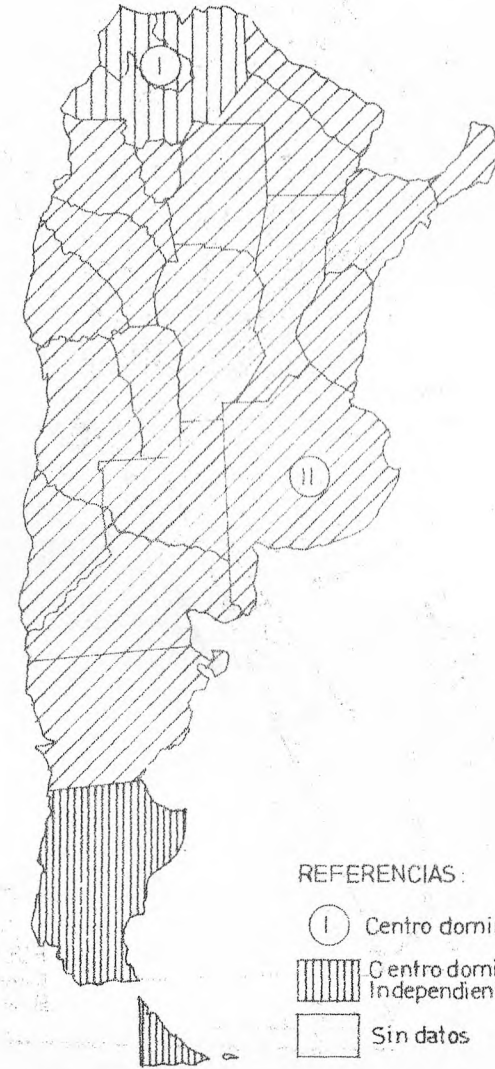 I
II
REFERENCIAS:
I Centro domi
Centro domi
Independien
Sin datos